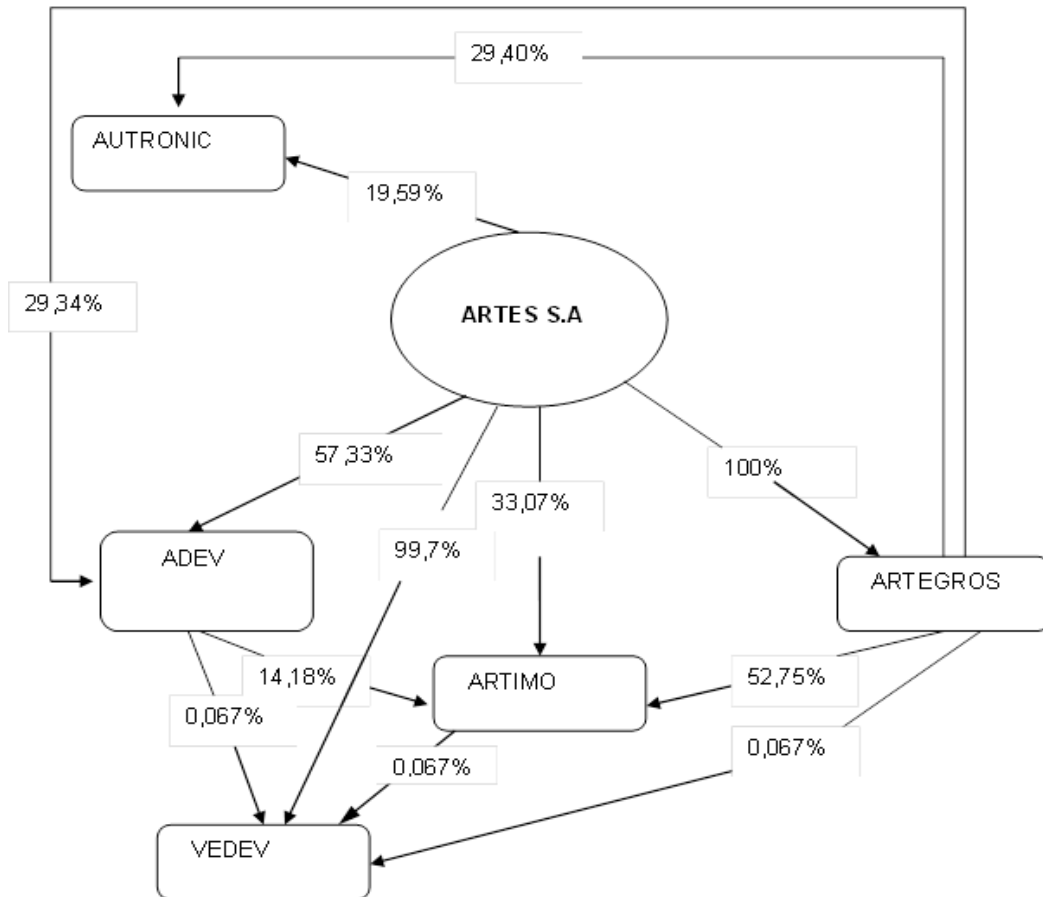 29,40%
AUTRONIC
19,59%
29,34%
ARTES S.A
57,33%
100%
33,07%
99,7%
ADEV
ARTEGROS
14,18%
ARTIMO
52,75%
0,067%
0,067%
0,067%
VEDEV